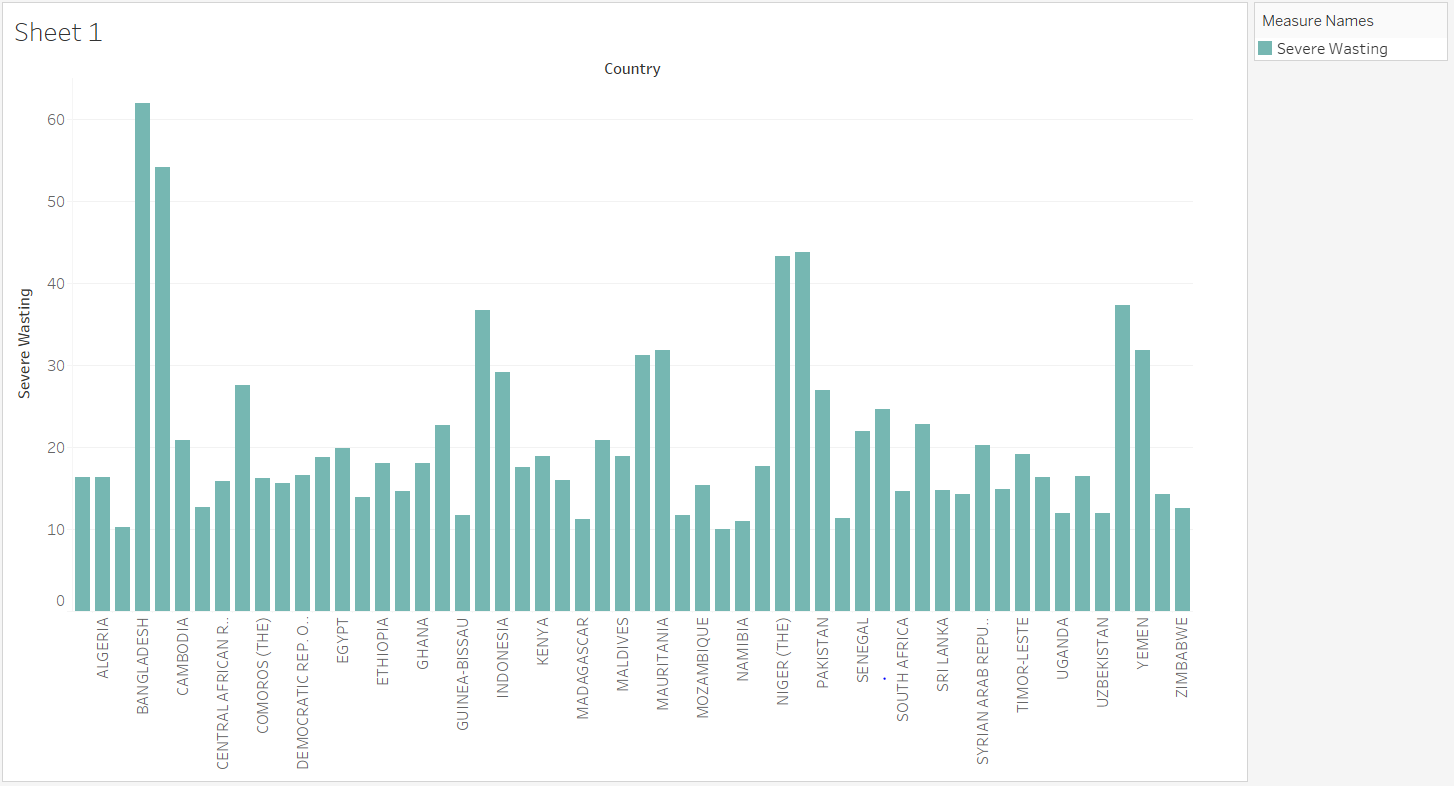 Sheet 1
Country
Severe Wasting
60
50
40
30
20
10
0
ALGERIA
BANGLADESH
CAMBODIA
CENTRAL AFRICAN R..
COMOROS (THE)
DEMOCRATIC REP. O..
EGYPT
ETHIOPIA
GHANA
GUINEA-BISSAU
INDONESIA
KENYA
MADAGASCAR
MALDIVES
MAURITANIA
MOZAMBIQUE
NAMIBIA
NIGER (THE)
PAKISTAN
SENEGAL
SOUTH AFRICA
SRI LANKA
SYRIAN ARAB REPU..
TIMOR-LESTE
UGANDA
UZBEKISTAN
YEMEN
ZIMBABWE
Measure Names
Severe Wasting